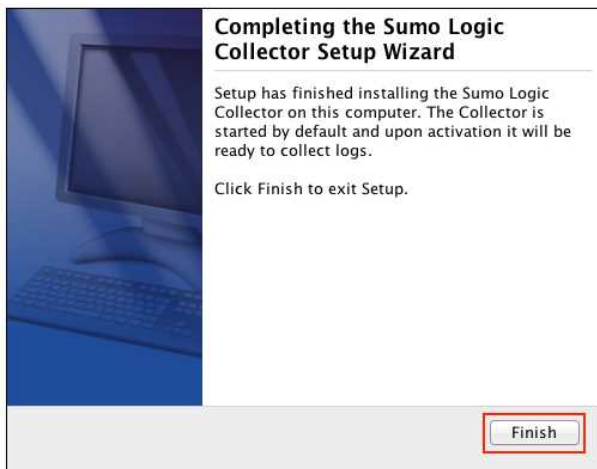 Completing the Sumo Logic
Collector Setup Wizard
Setup has finished installing the Sumo Logic
Collector on this computer. The Collector is
started by default and upon activation it will be
ready to collect logs.
Click Finish to exit Setup.
Finish